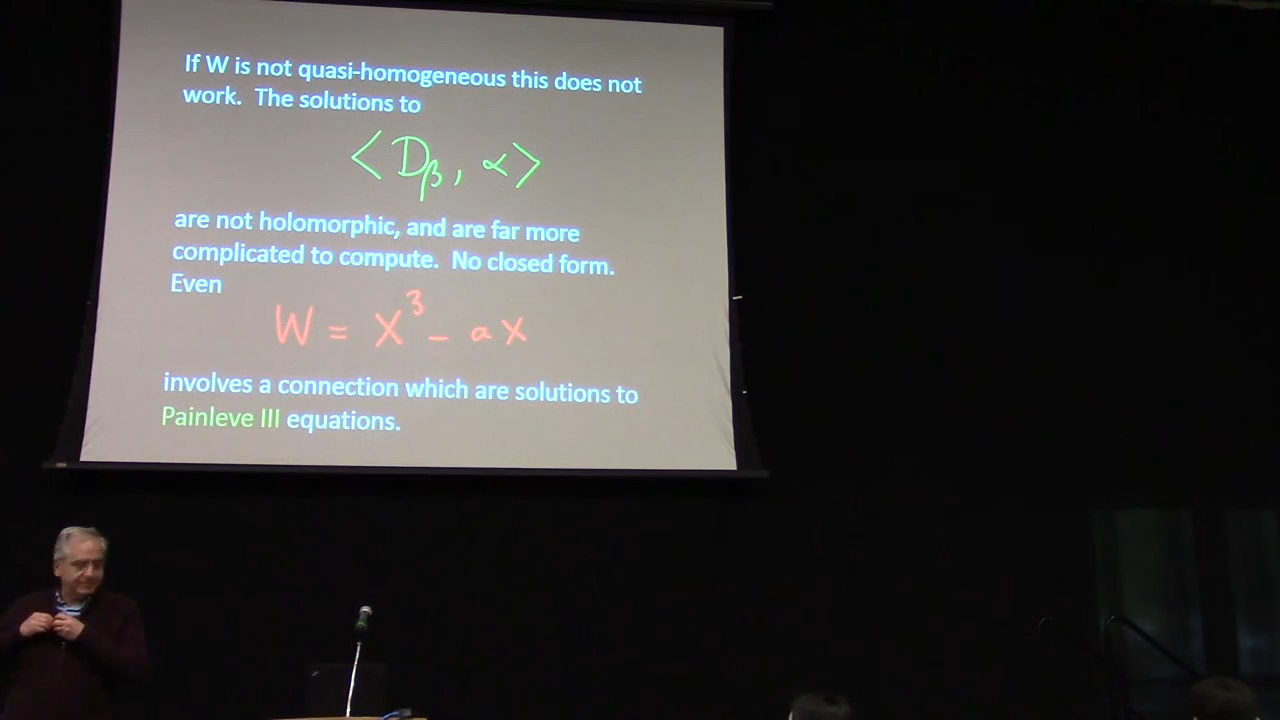 If W is not quasi-homogeneous this does not
work. The solutions to
< Dβ, α >
are not holomorphic, and are far more
complicated to compute. No closed form.
Even
W = X³ - aX
involves a connection which are solutions to
Painleve III equations.